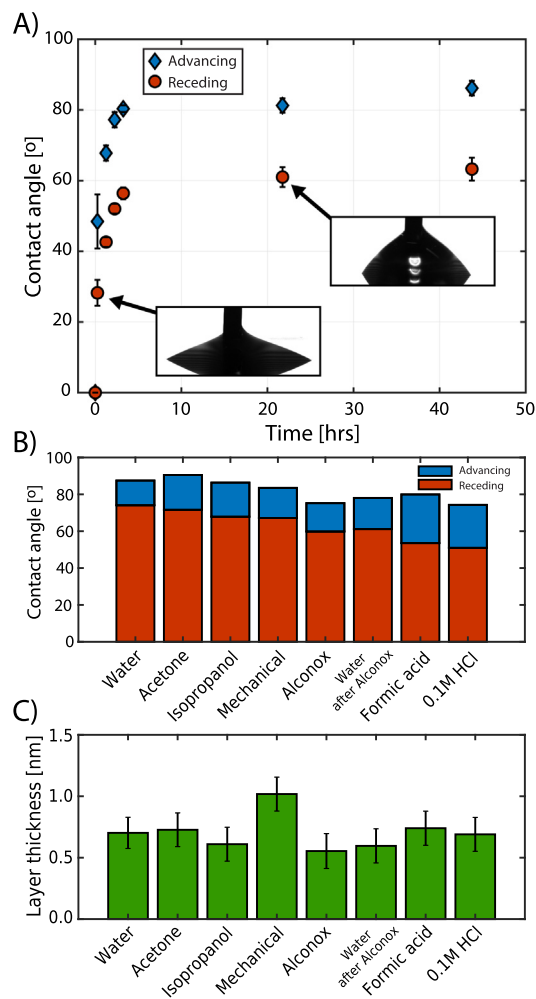 A)
100
80
60
40
20
0
Contact angle [º]
Advancing
Receding
0
10
20
30
40
50
Time [hrs]
B)
100
80
60
40
20
0
Contact angle [º]
Advancing
Receding
Water
Acetone
Isopropanol
Mechanical
Alconox
Water
after Alconox
Formic acid
0.1M HCl
C)
1.5
1.0
0.5
0.0
Layer thickness [nm]
Water
Acetone
Isopropanol
Mechanical
Alconox
Water
after Alconox
Formic acid
0.1M HCl